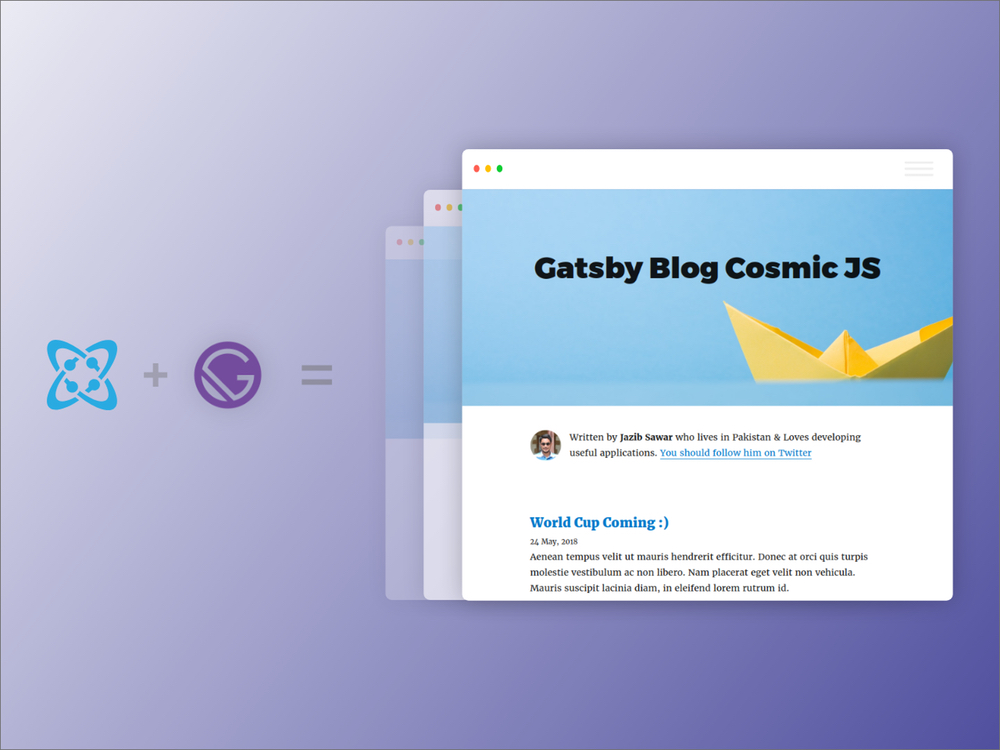 +
=
Gatsby Blog Cosmic JS
Written by Jazib Sawar who lives in Pakistan & Loves developing
useful applications. You should follow him on Twitter
World Cup Coming :)
24 May, 2018
Aenean tempus velit ut mauris hendrerit efficitur. Donec at orci quis turpis
molestie vestibulum ac non libero. Nam placerat eget velit non vehicula.
Mauris suscipit lacinia diam, in eleifend lorem rutrum id.